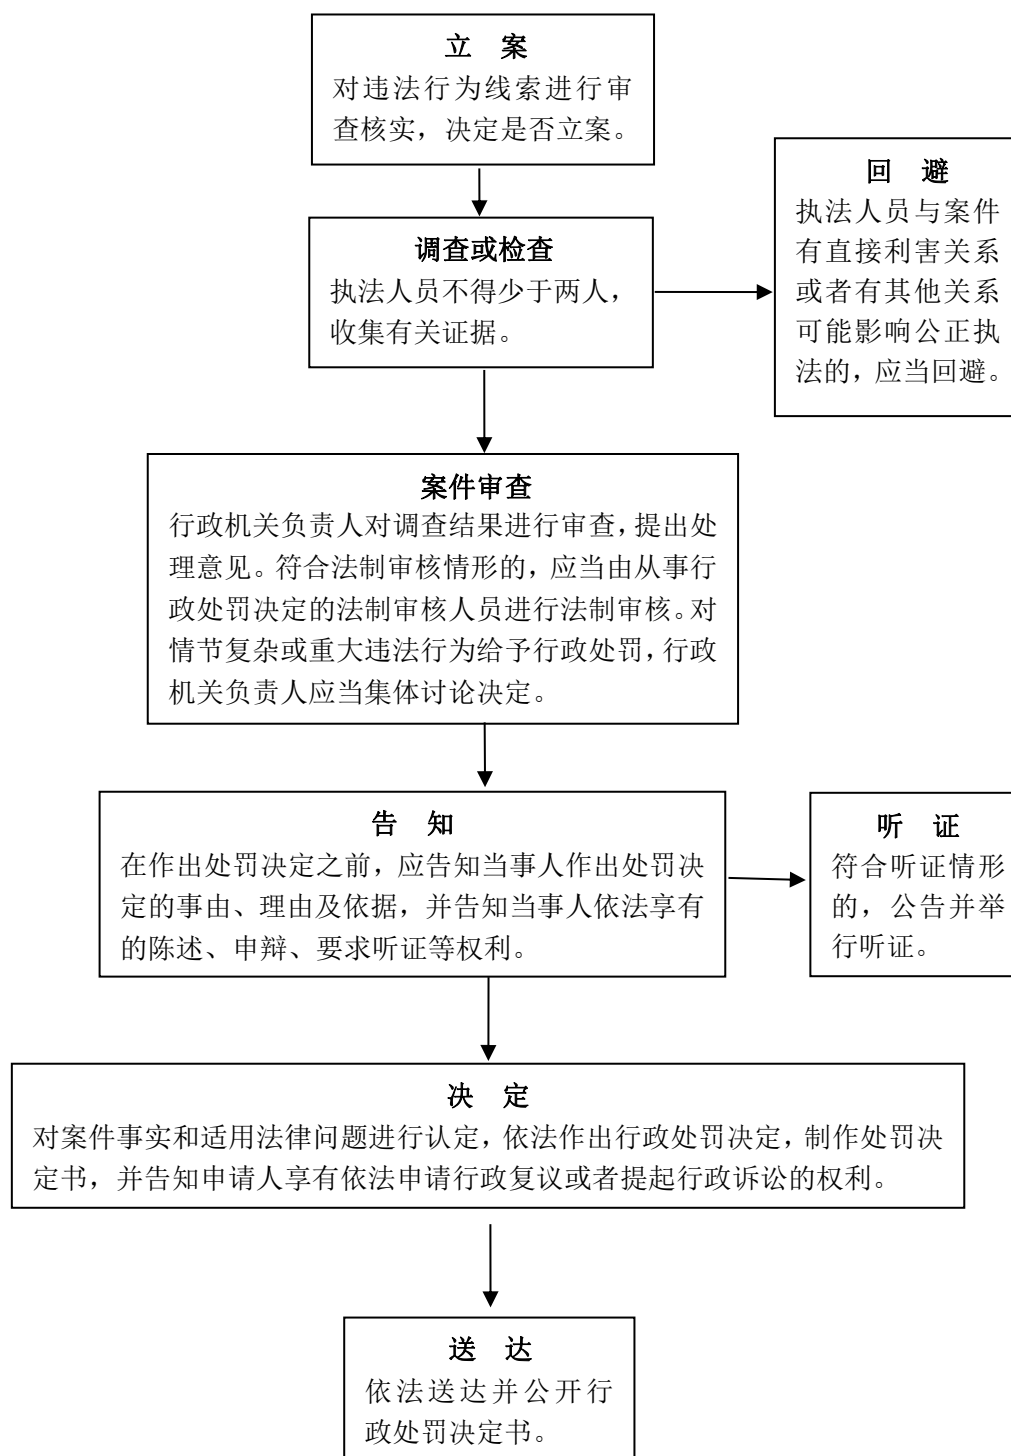 立 案
对违法行为线索进行审
查核实，决定是否立案。
回 避
执法人员与案件
有直接利害关系
或者有其他关系
可能影响公正执
法的，应当回避。
调查或检查
执法人员不得少于两人，
收集有关证据。
案件审查
行政机关负责人对调查结果进行审查，提出处
理意见。符合法制审核情形的，应当由从事行
政处罚决定的法制审核人员进行法制审核。对
情节复杂或重大违法行为给予行政处罚，行政
机关负责人应当集体讨论决定。
告 知
在作出处罚决定之前，应告知当事人作出处罚决
定的事由、理由及依据，并告知当事人依法享有
的陈述、申辩、要求听证等权利。
听 证
符合听证情形
的，公告并举
行听证。
决 定
对案件事实和适用法律问题进行认定，依法作出行政处罚决定，制作处罚决
定书，并告知申请人享有依法申请行政复议或者提起行政诉讼的权利。
送 达
依法送达并公开行
政处罚决定书。